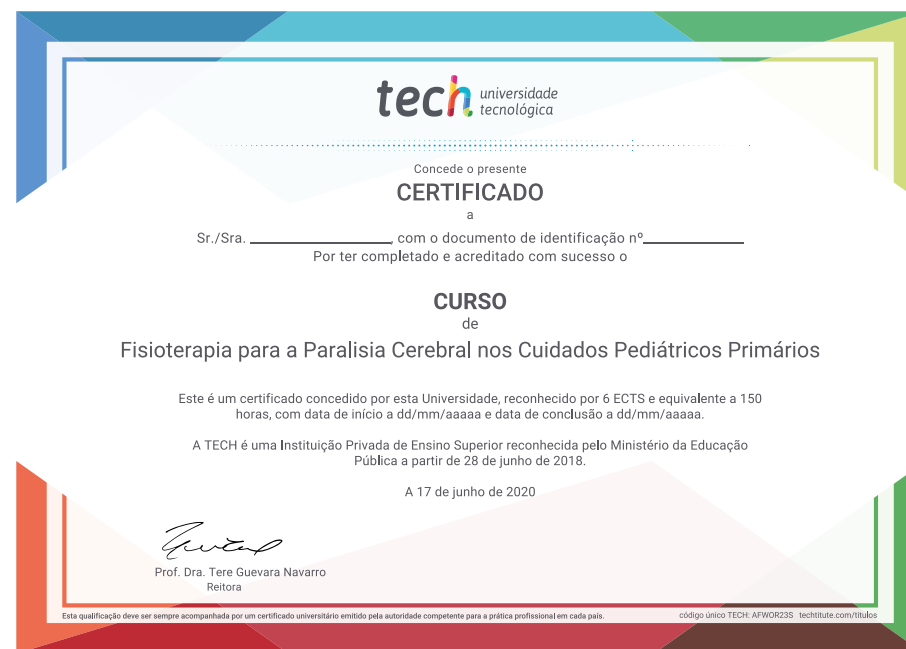 tech universidade
tecnológica
Concede o presente
CERTIFICADO
a
Sr./Sra. ____________________, com o documento de identificação nº______________
Por ter completado e acreditado com sucesso o
CURSO
de
Fisioterapia para a Paralisia Cerebral nos Cuidados Pediátricos Primários
Este é um certificado concedido por esta Universidade, reconhecido por 6 ECTS e equivalente a 150
horas, com data de início a dd/mm/aaaaa e data de conclusão a dd/mm/aaaaa.
A TECH é uma Instituição Privada de Ensino Superior reconhecida pelo Ministério da Educação
Pública a partir de 28 de junho de 2018.
A 17 de junho de 2020
Prof. Dra. Tere Guevara Navarro
Reitora
Esta qualificação deve ser sempre acompanhada por um certificado universitário emitido pela autoridade competente para a prática profissional em cada país.
código único TECH: AFWOR23S techtitute.com/titulos